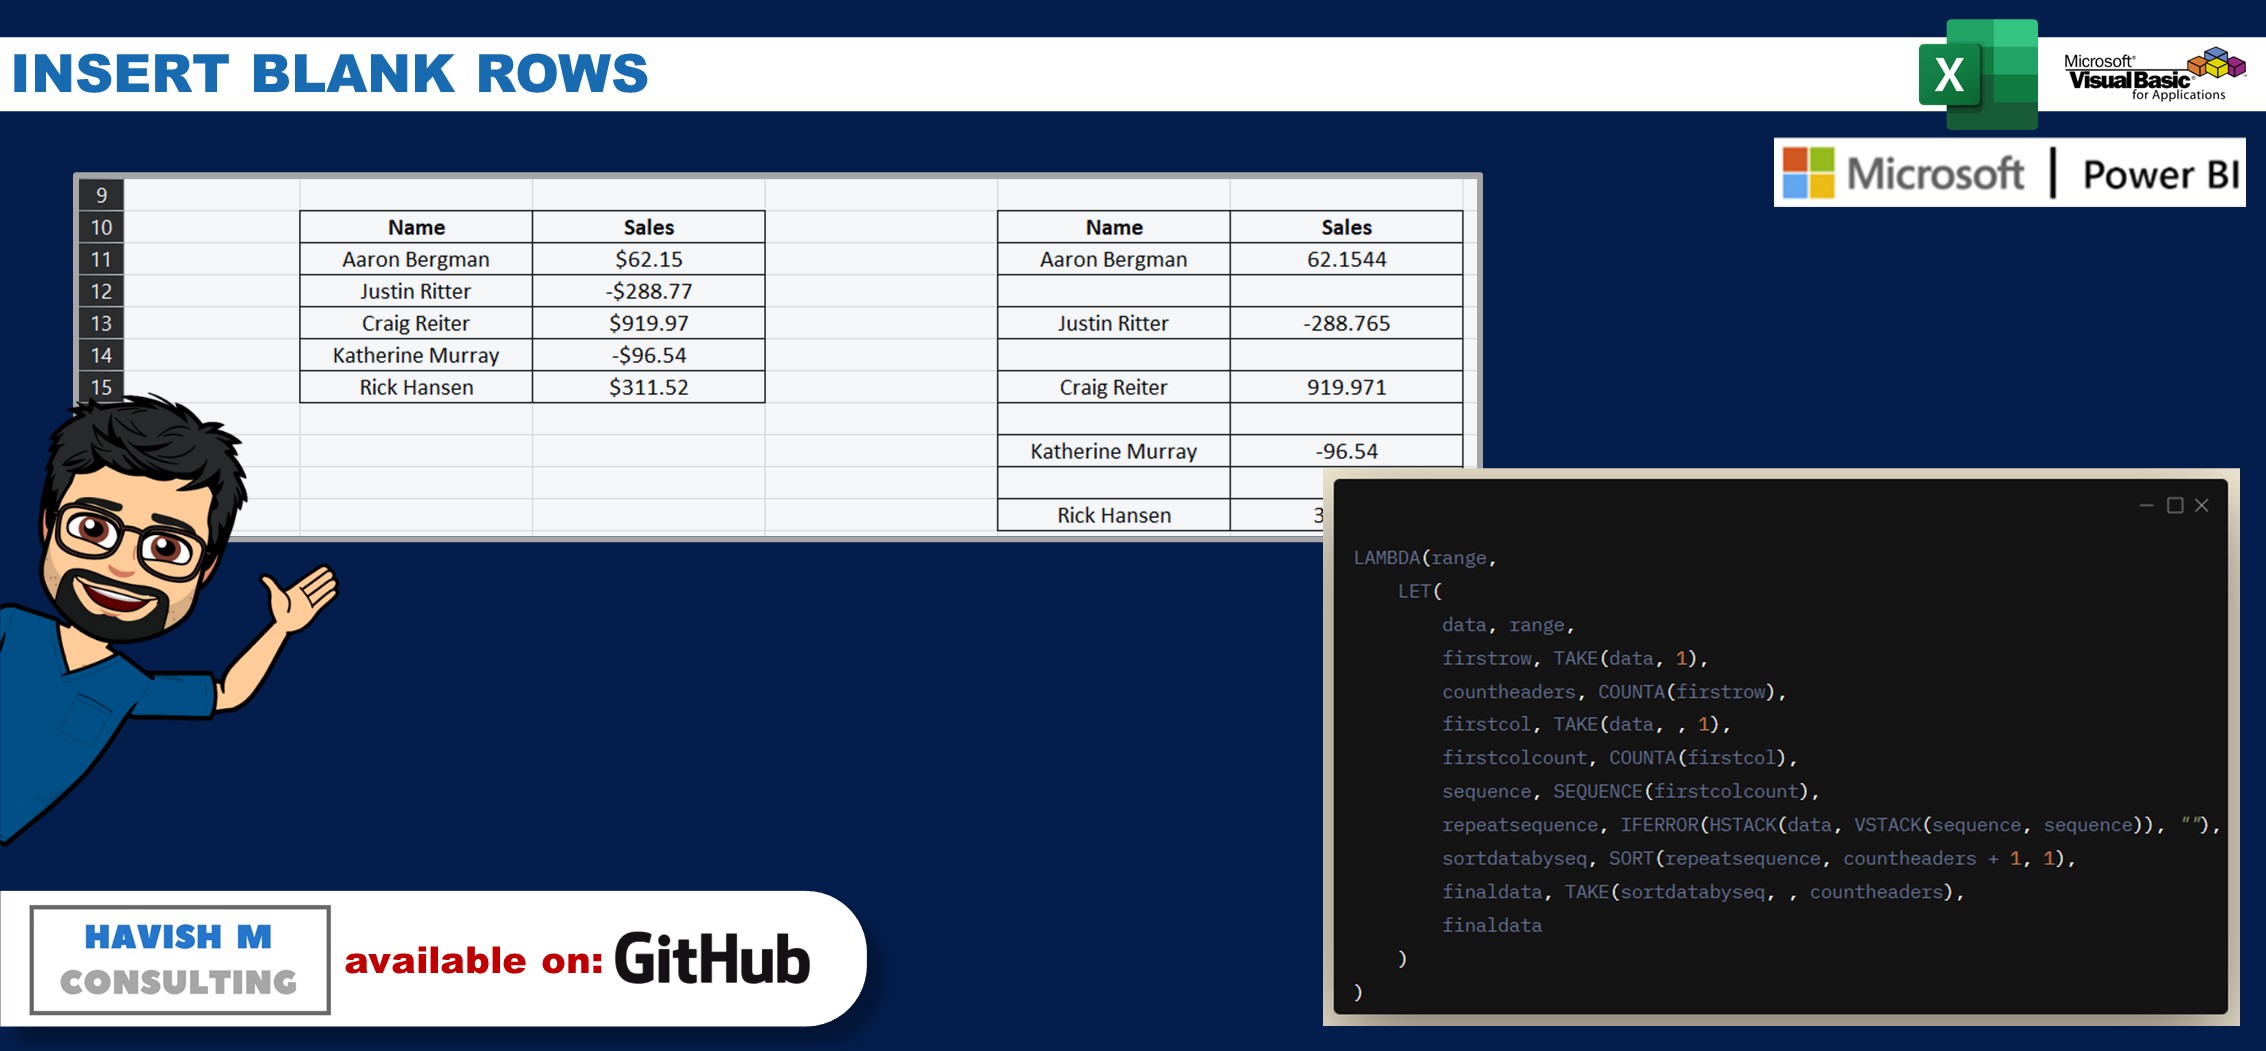 INSERT BLANK ROWS
X
Microsoft®
Visual Basic
for Applications
Microsoft | Power BI
9
10 Name Sales Name Sales
11 Aaron Bergman $62.15 Aaron Bergman 62.1544
12 Justin Ritter -$288.77
13 Craig Reiter $919.97 Justin Ritter -288.765
14 Katherine Murray -$96.54
15 Rick Hansen $311.52 Craig Reiter 919.971
Katherine Murray -96.54
Rick Hansen 3
LAMBDA(range,
LET(
data, range,
firstrow, TAKE(data, 1),
countheaders, COUNTA(firstrow),
firstcol, TAKE(data, , 1),
firstcolcount, COUNTA(firstcol),
sequence, SEQUENCE(firstcolcount),
repeatsequence, IFERROR(HSTACK(data, VSTACK(sequence, sequence)), ""),
sortdatabyseq, SORT(repeatsequence, countheaders + 1, 1),
finaldata, TAKE(sortdatabyseq, , countheaders),
finaldata
)
)
HAVISH M
CONSULTING
available on: GitHub